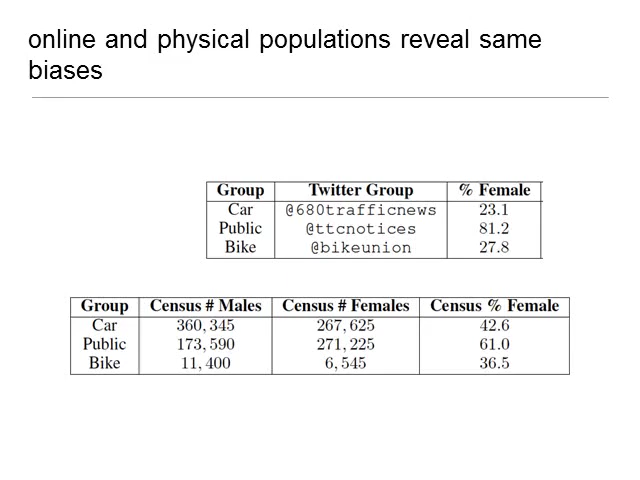 online and physical populations reveal same
biases
Group Twitter Group % Female
Car @680trafficnews 23.1
Public @ttcnotices 81.2
Bike @bikeunion 27.8
Group Census # Males Census # Females Census % Female
Car 360, 345 267, 625 42.6
Public 173, 590 271, 225 61.0
Bike 11, 400 6, 545 36.5